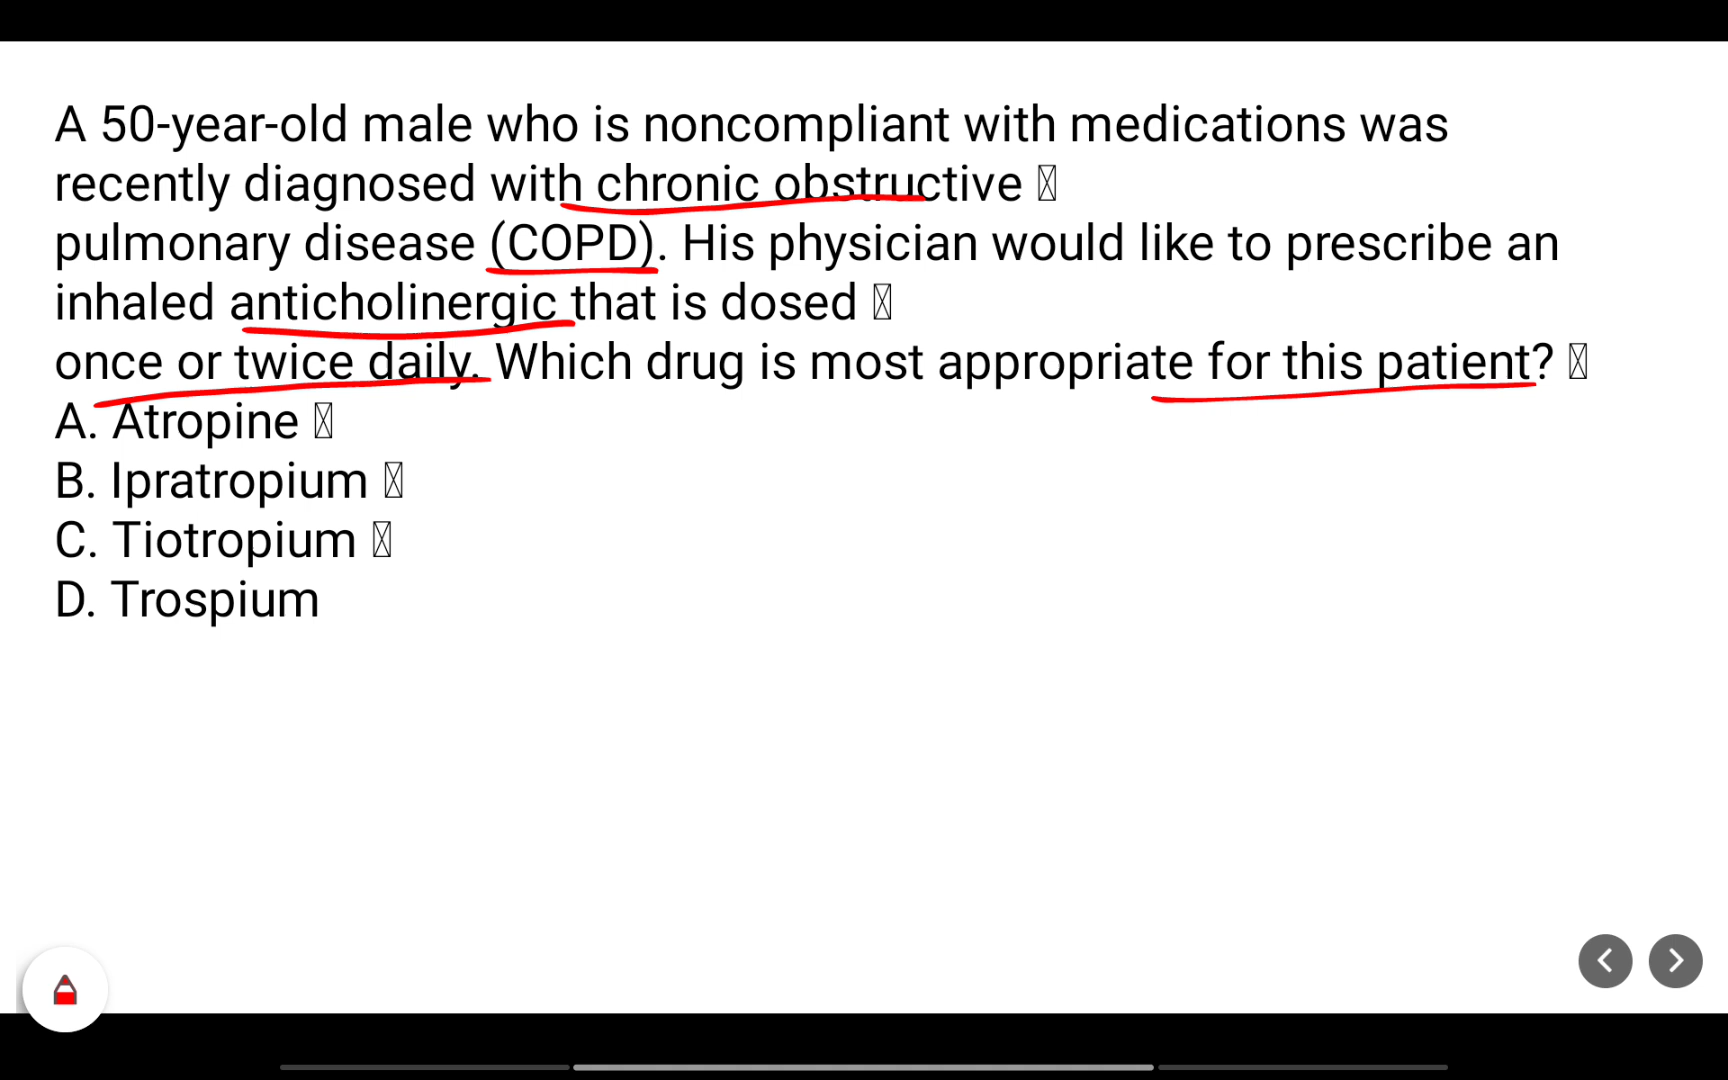 A 50-year-old male who is noncompliant with medications was
recently diagnosed with chronic obstructive
pulmonary disease (COPD). His physician would like to prescribe an
inhaled anticholinergic that is dosed
once or twice daily. Which drug is most appropriate for this patient?
A. Atropine
B. Ipratropium
C. Tiotropium
D. Trospium